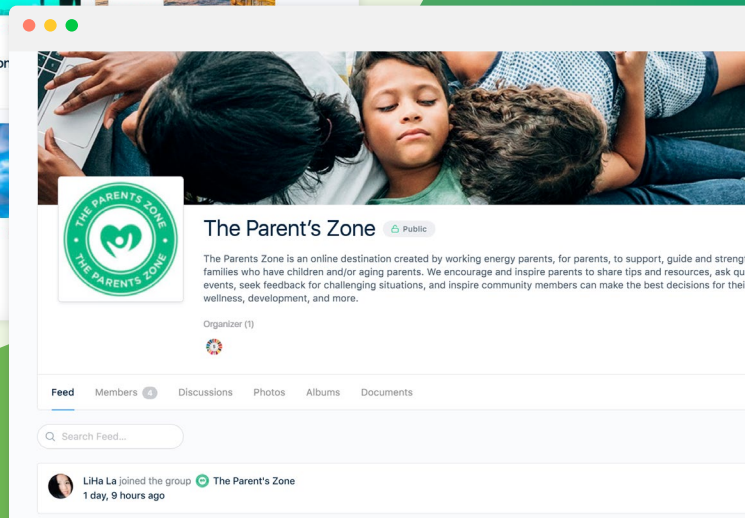 on
THE PARENTS ZONE
THE PARENTS ZONE
The Parent's Zone
Public
The Parents Zone is an online destination created by working energy parents, for parents, to support, guide and strengt
families who have children and/or aging parents. We encourage and inspire parents to share tips and resources, ask qu
events, seek feedback for challenging situations, and inspire community members can make the best decisions for thei
wellness, development, and more.
Organizer (1)
Feed Members 4 Discussions Photos Albums Documents
Search Feed...
LiHa La joined the group The Parent's Zone
1 day, 9 hours ago